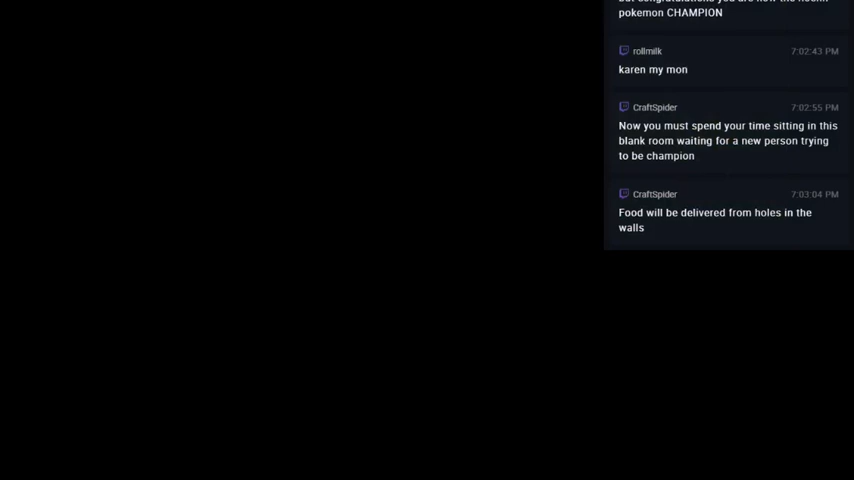 pokemon CHAMPION
rollmilk 7:02:43 PM
karen my mon
CraftSpider 7:02:55 PM
Now you must spend your time sitting in this
blank room waiting for a new person trying
to be champion
CraftSpider 7:03:04 PM
Food will be delivered from holes in the
walls